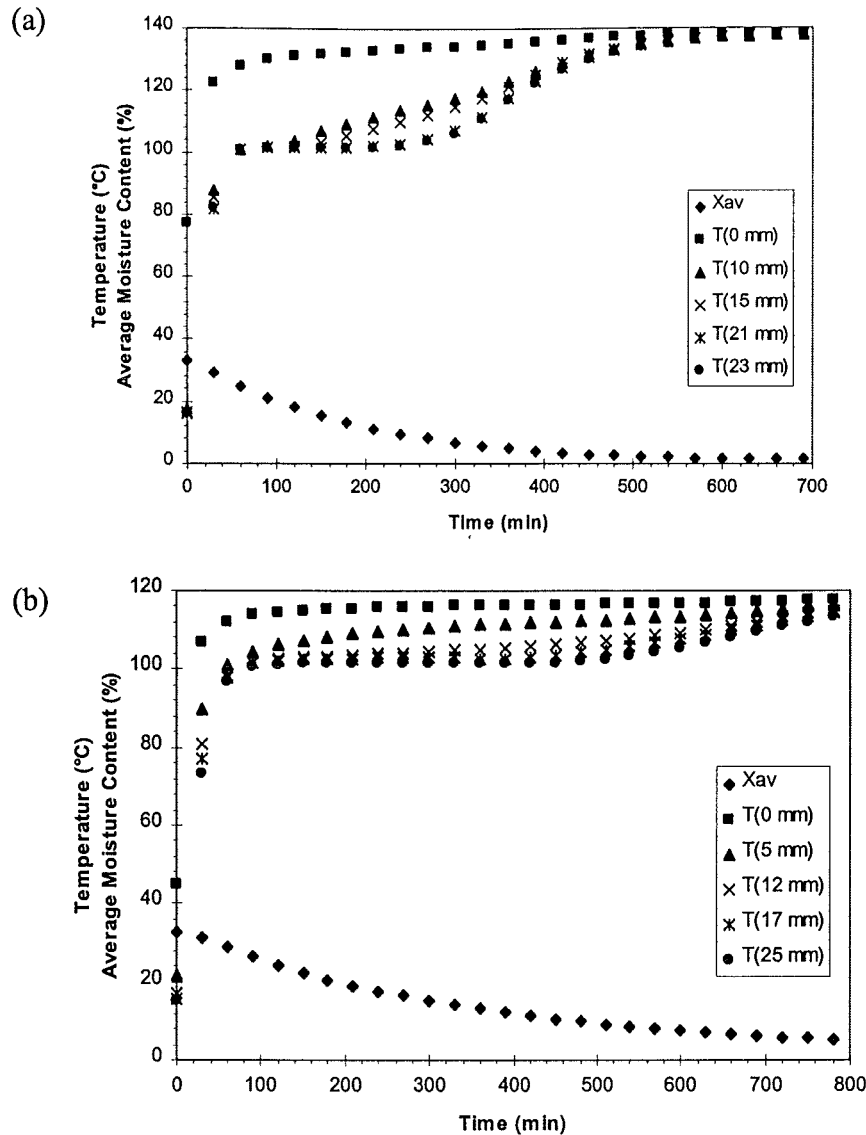 (a)
140
120
100
80
60
40
20
0
Temperature (°C)
Average Moisture Content (%)
0 100 200 300 400 500 600 700
Time (min)
Xav
T(0 mm)
T(10 mm)
T(15 mm)
T(21 mm)
T(23 mm)
(b)
120
100
80
60
40
20
0
Temperature (°C)
Average Moisture Content (%)
0 100 200 300 400 500 600 700 800
Time (min)
Xav
T(0 mm)
T(5 mm)
T(12 mm)
T(17 mm)
T(25 mm)